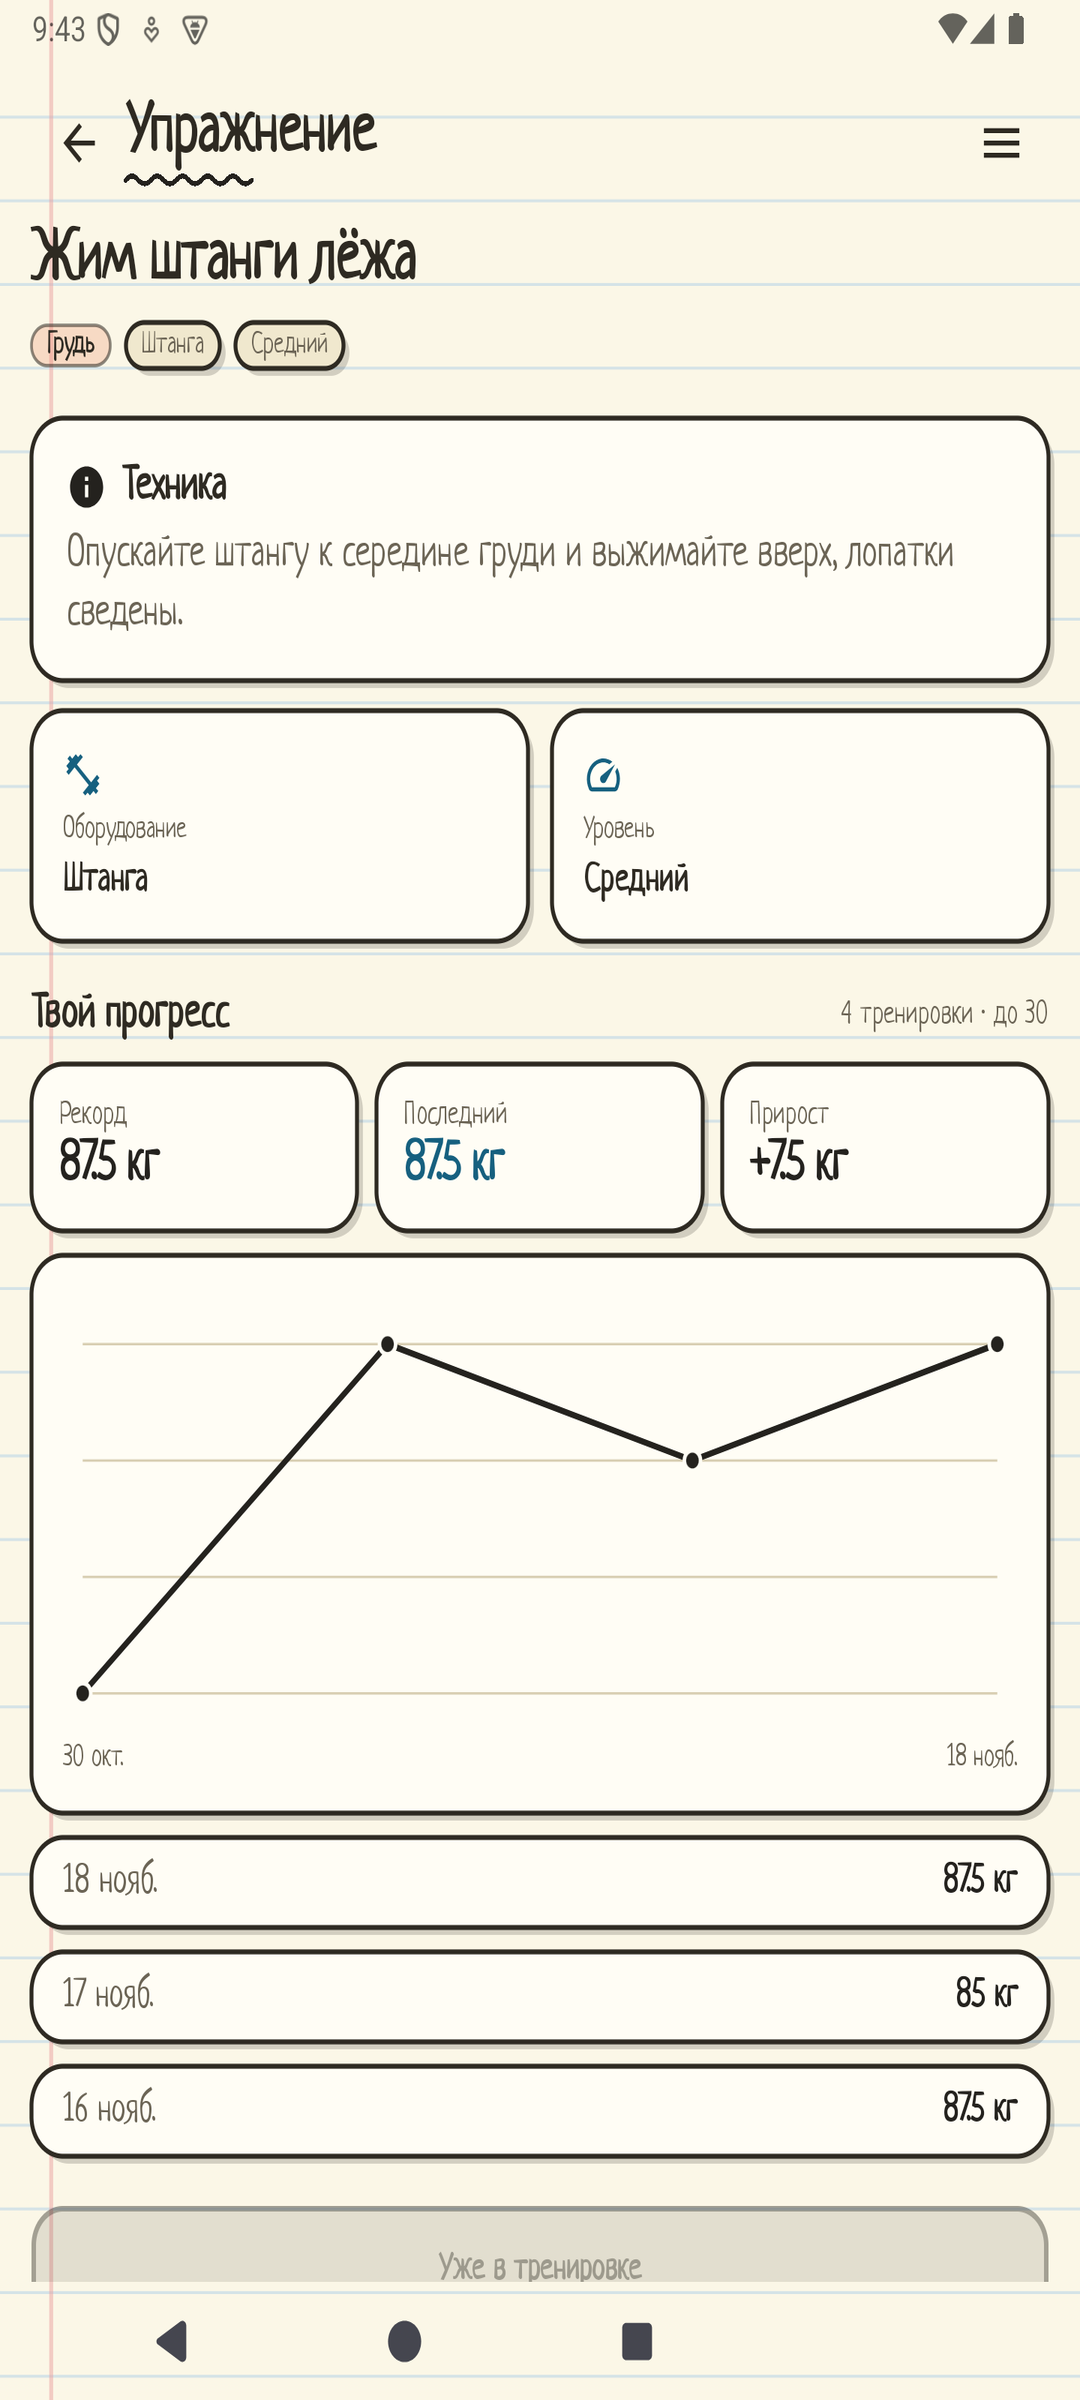 9:43
Упражнение
Жим штанги лёжа
Грудь Штанга Средний
Техника
Опускайте штангу к середине груди и выжимайте вверх, лопатки
сведены.
Оборудование
Штанга
Уровень
Средний
Твой прогресс
4 тренировки · до 30
Рекорд
87.5 кг
Последний
87.5 кг
Прирост
+7.5 кг
30 окт.
18 нояб.
18 нояб. 87.5 кг
17 нояб. 85 кг
16 нояб. 87.5 кг
Уже в тренировке